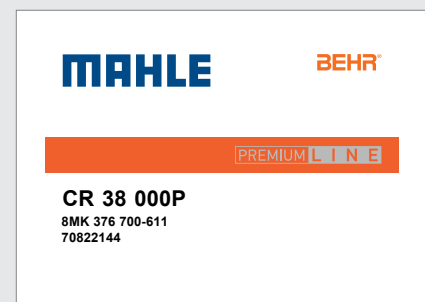 MAHLE BEHR®
PREMIUM LINE
CR 38 000P
8MK 376 700-611
70822144